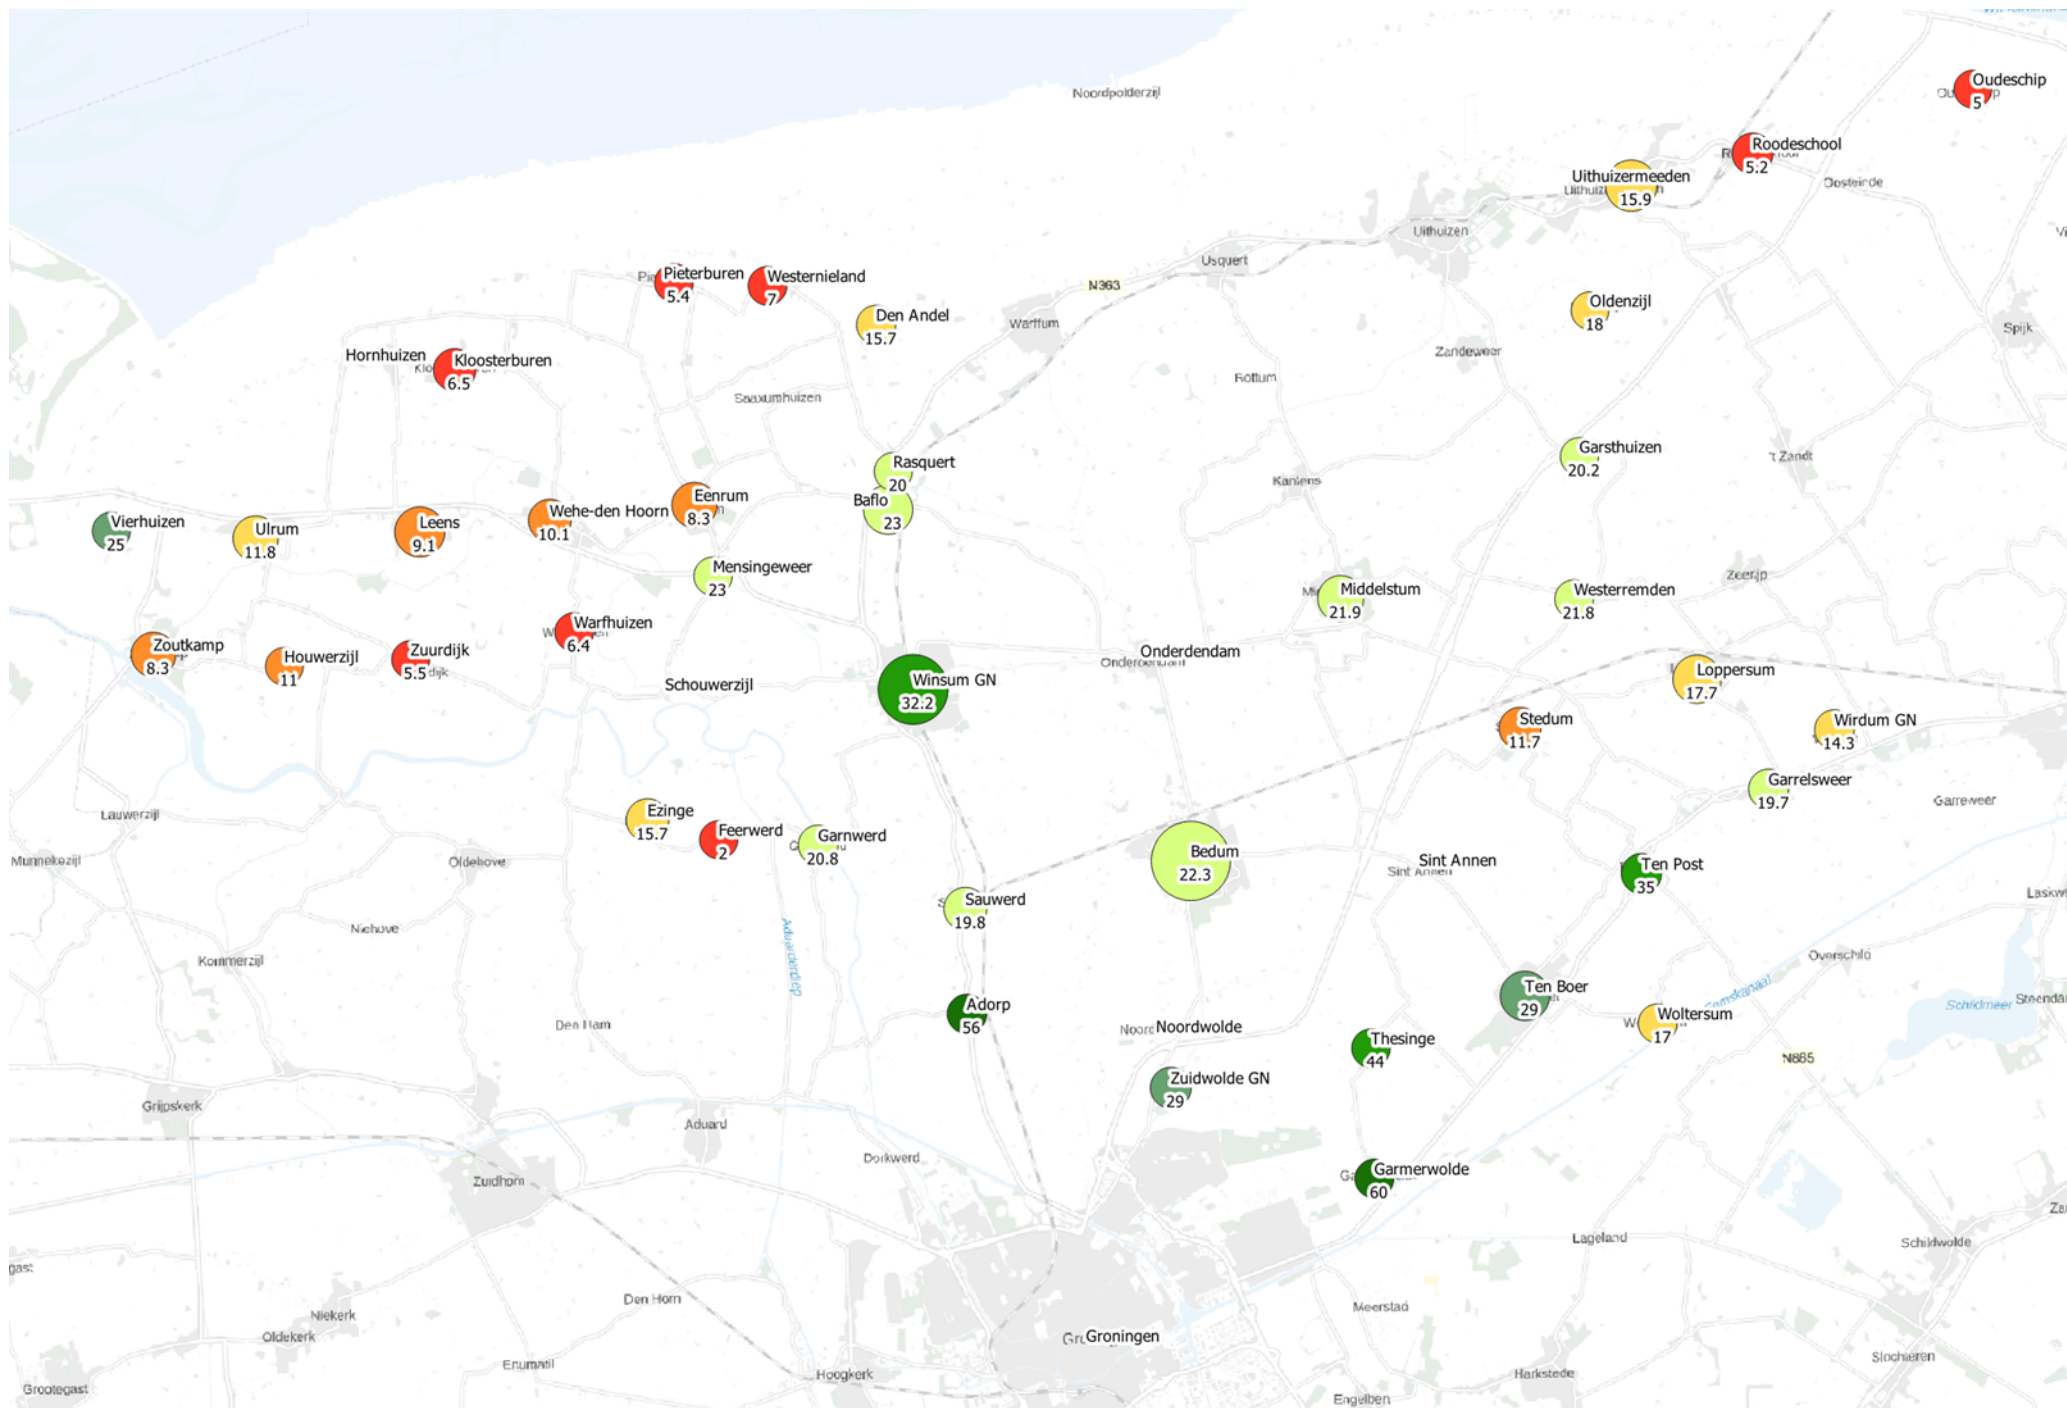 Noordpolderzijl
Oudeschip
5
Roodeschool
5.2
Oosteinde
Uithuizermeeden
15.9
Uithuizen
Usquert
N363
Pieterburen
5.4
Westernieland
7
Den Andel
15.7
Warffum
Oldenzijl
18
Spijk
Zandeweer
Hornhuizen
Kloosterburen
6.5
Rottum
Saaxumhuizen
Rasquert
20
Baflo
23
Garsthuizen
20.2
't Zandt
Kantens
Eenrum
8.3
Wehe-den Hoorn
10.1
Leens
9.1
Ulrum
11.8
Vierhuizen
25
Mensingeweer
23
Middelstum
21.9
Westerremden
21.8
Zeerijp
Warfhuizen
6.4
Zoutkamp
8.3
Houwerzijl
11
Zuurdijk
5.5
Onderdendam
Onderdendam
Loppersum
17.7
Schouwerzijl
Winsum GN
32.2
Stedum
11.7
Wirdum GN
14.3
Garrelsweer
19.7
Garreweer
Lauwerzijl
Ezinge
15.7
Feerwerd
2
Garnwerd
20.8
Munnekezijl
Oldehove
Bedum
22.3
Sint Annen
Sint Annen
Ten Post
35
Sauwerd
19.8
Niehove
Aduarderdiep
Kommerzijl
Overschild
Ten Boer
29
Eemskanaal
Schildmeer
Adorp
56
Den Ham
Noordwolde
Woltersum
17
Thesinge
44
N865
Zuidwolde GN
29
Grijpskerk
Aduard
Dorkwerd
Zuidhorn
Garmerwolde
60
Lageland
Schildwolde
Den Horn
Meerstad
Niekerk
Oldekerk
Groningen
Enumatil
Hoogkerk
Slochteren
Harkstede
Grootegast
Engelbert